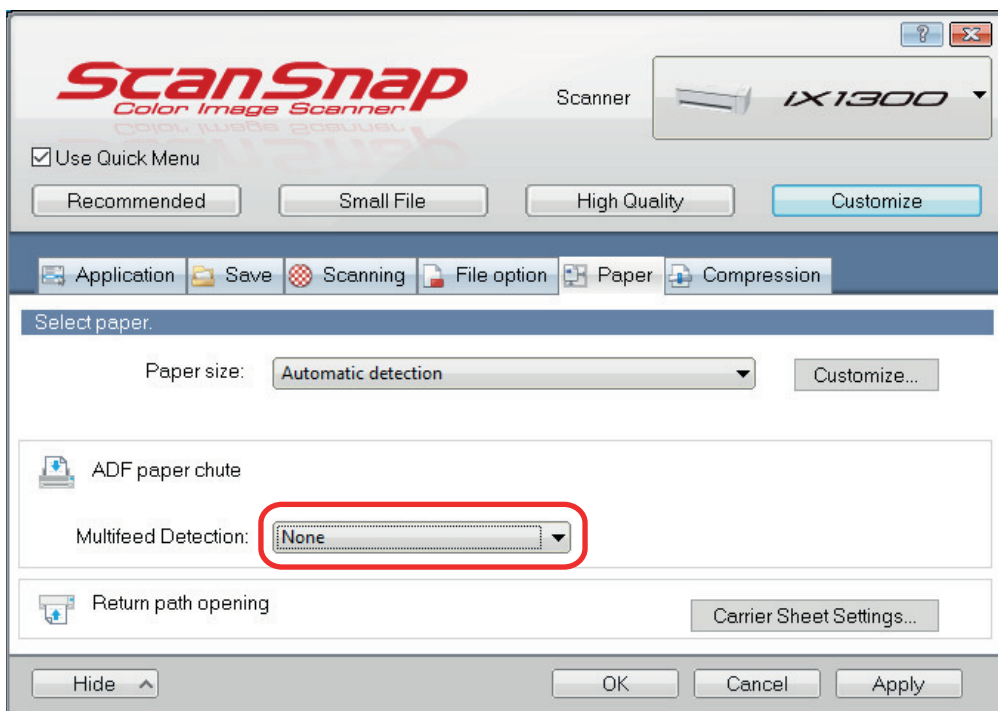 ScanSnap
Color Image Scanner
Scanner
iX1300
Use Quick Menu
Recommended Small File High Quality Customize
Application Save Scanning File option Paper Compression
Select paper.
Paper size: Automatic detection Customize...
ADF paper chute
Multifeed Detection: None
Return path opening
Carrier Sheet Settings...
Hide OK Cancel Apply